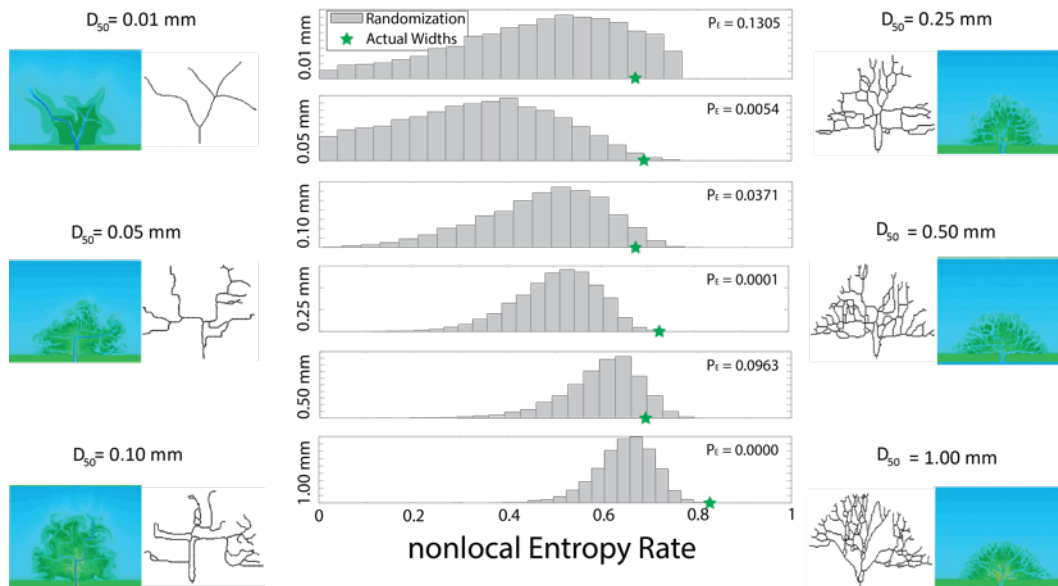 D50= 0.01 mm
D50= 0.05 mm
D50= 0.10 mm
Randomization
Actual Widths
PE = 0.1305
0.01 mm
PE = 0.0054
0.05 mm
PE = 0.0371
0.10 mm
PE = 0.0001
0.25 mm
PE = 0.0963
0.50 mm
PE = 0.0000
1.00 mm
0 0.2 0.4 0.6 0.8 1
nonlocal Entropy Rate
D50= 0.25 mm
D50 = 0.50 mm
D50 = 1.00 mm